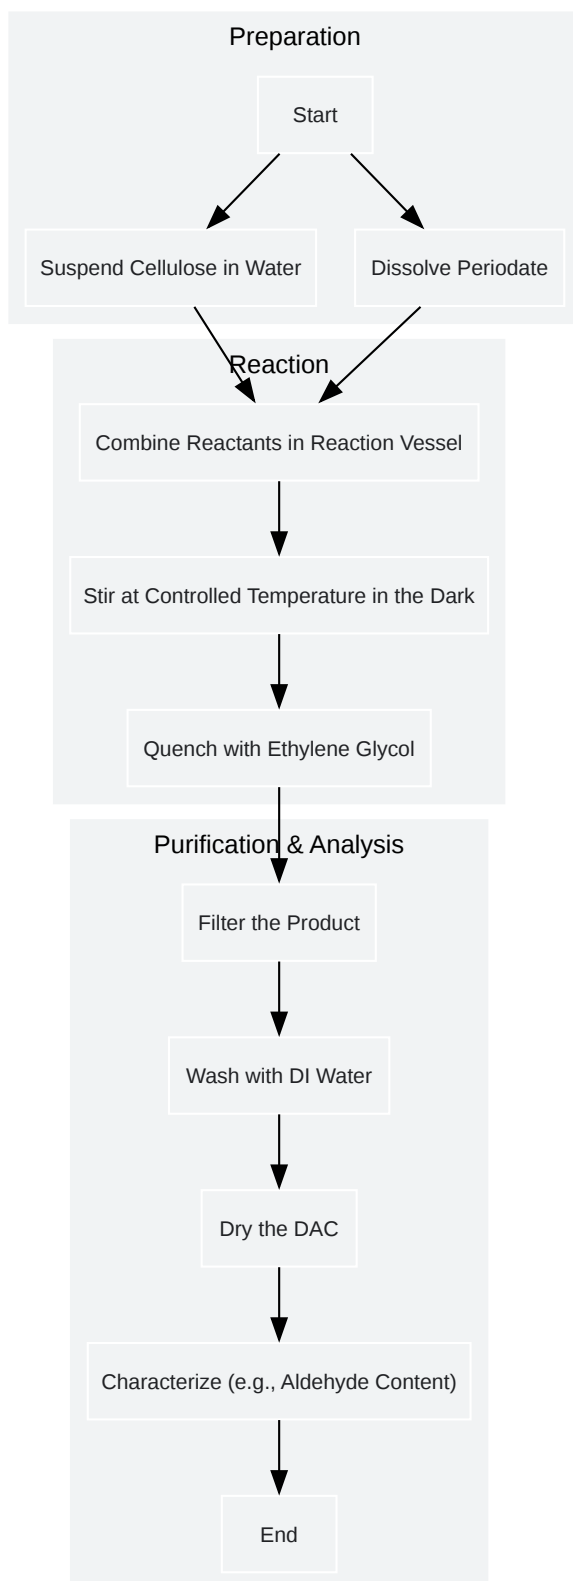 Preparation
Start
Suspend Cellulose in Water
Dissolve Periodate
Reaction
Combine Reactants in Reaction Vessel
Stir at Controlled Temperature in the Dark
Quench with Ethylene Glycol
Purification & Analysis
Filter the Product
Wash with DI Water
Dry the DAC
Characterize (e.g., Aldehyde Content)
End